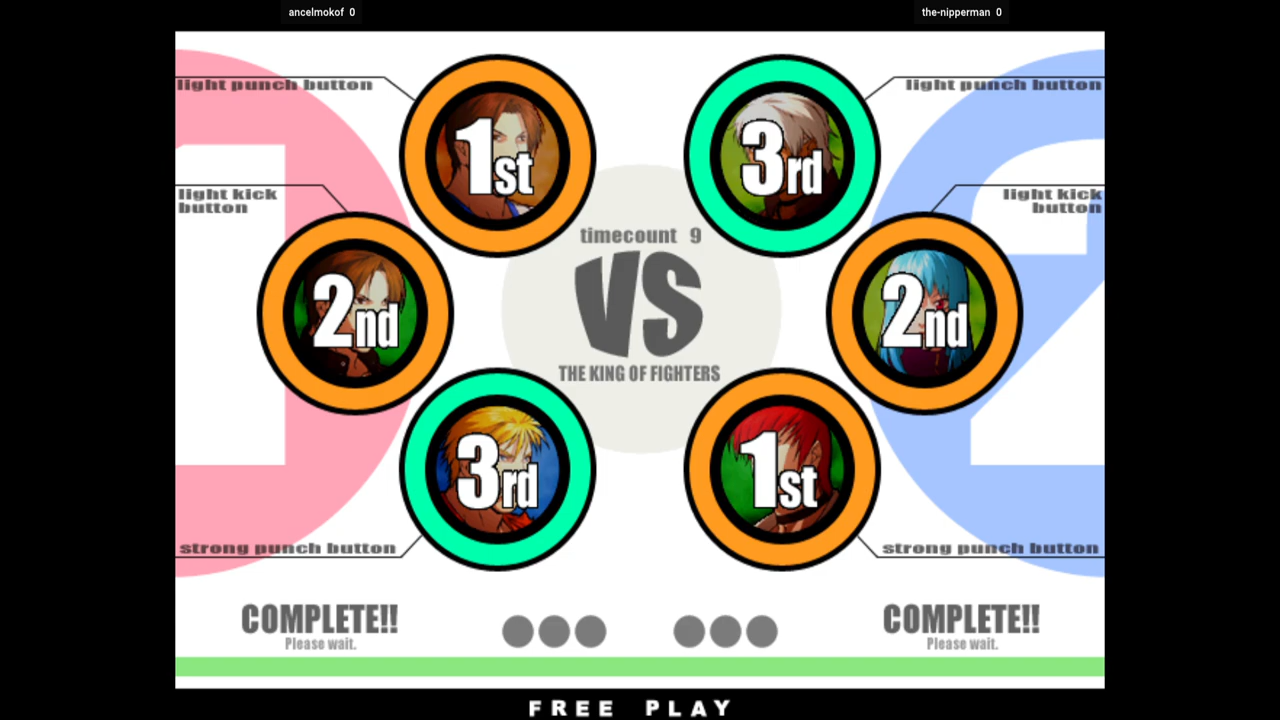 ancelmokof 0
the-nipperman 0
light punch button
light punch button
1st
3rd
light kick
button
light kick
button
timecount 9
VS
THE KING OF FIGHTERS
2nd
2nd
3rd
1st
1
2
strong punch button
strong punch button
COMPLETE!!
Please wait.
COMPLETE!!
Please wait.
FREE PLAY